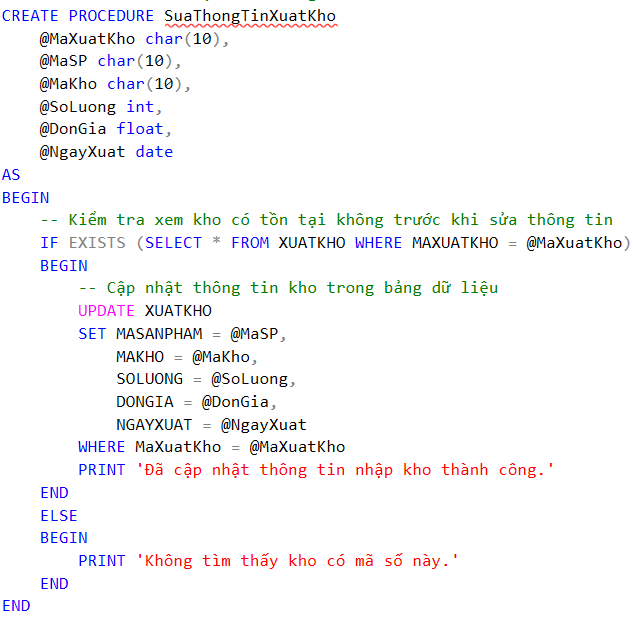 CREATE PROCEDURE SuaThongTinXuatKho
    @MaXuatKho char(10),
    @MaSP char(10),
    @MaKho char(10),
    @SoLuong int,
    @DonGia float,
    @NgayXuat date
AS
BEGIN
    -- Kiểm tra xem kho có tồn tại không trước khi sửa thông tin
    IF EXISTS (SELECT * FROM XUATKHO WHERE MAXUATKHO = @MaXuatKho)
    BEGIN
        -- Cập nhật thông tin kho trong bảng dữ liệu
        UPDATE XUATKHO
        SET MASANPHAM = @MaSP,
            MAKHO = @MaKho,
            SOLUONG = @SoLuong,
            DONGIA = @DonGia,
            NGAYXUAT = @NgayXuat
        WHERE MaXuatKho = @MaXuatKho
        PRINT 'Đã cập nhật thông tin nhập kho thành công.'
    END
    ELSE
    BEGIN
        PRINT 'Không tìm thấy kho có mã số này.'
    END
END